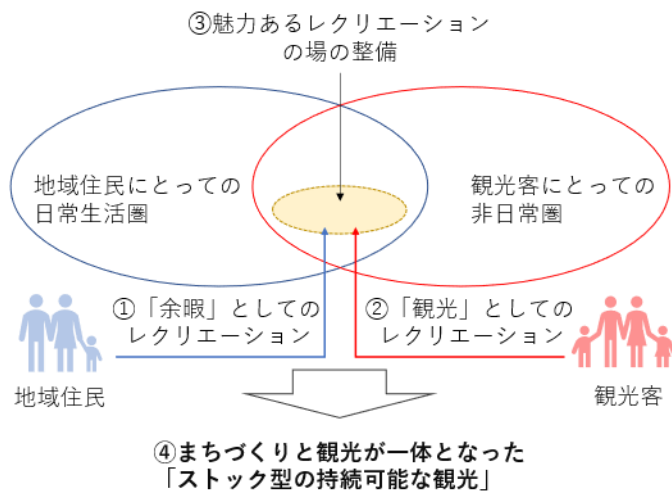 ③魅力あるレクリエーション
の場の整備
地域住民にとっての
日常生活圏
観光客にとっての
非日常圏
①「余暇」としての
レクリエーション
②「観光」としての
レクリエーション
地域住民
観光客
④まちづくりと観光が一体となった
「ストック型の持続可能な観光」